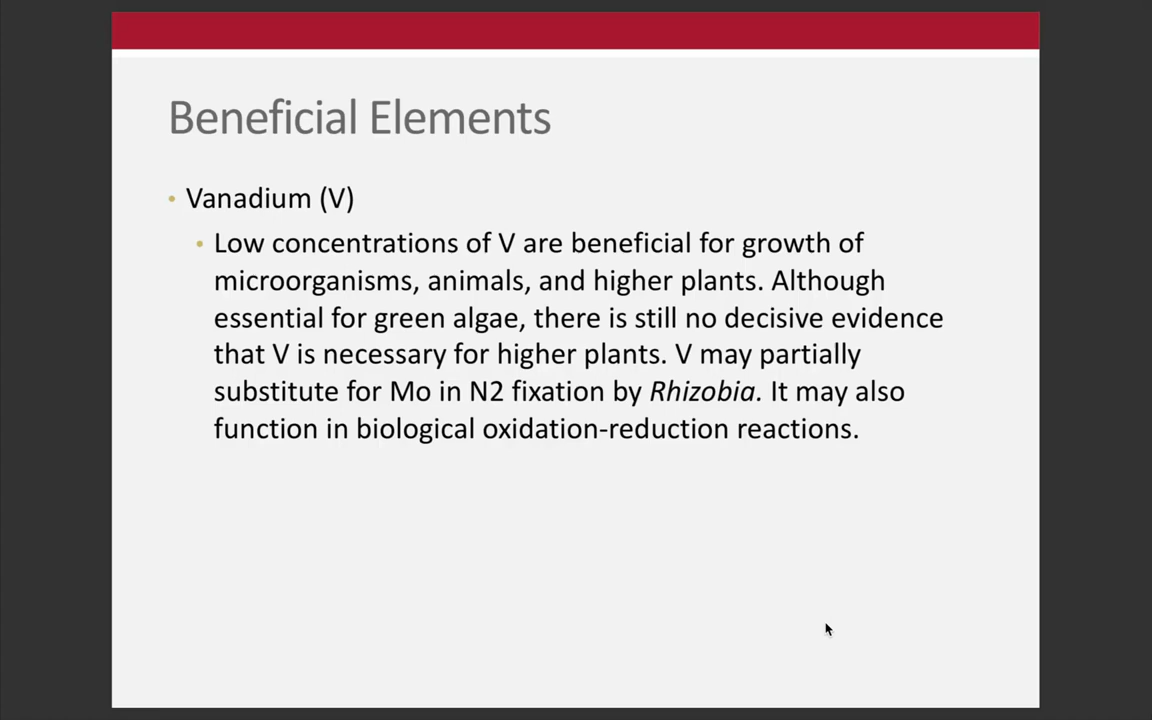 Beneficial Elements
• Vanadium (V)
• Low concentrations of V are beneficial for growth of
microorganisms, animals, and higher plants. Although
essential for green algae, there is still no decisive evidence
that V is necessary for higher plants. V may partially
substitute for Mo in N2 fixation by Rhizobia. It may also
function in biological oxidation-reduction reactions.